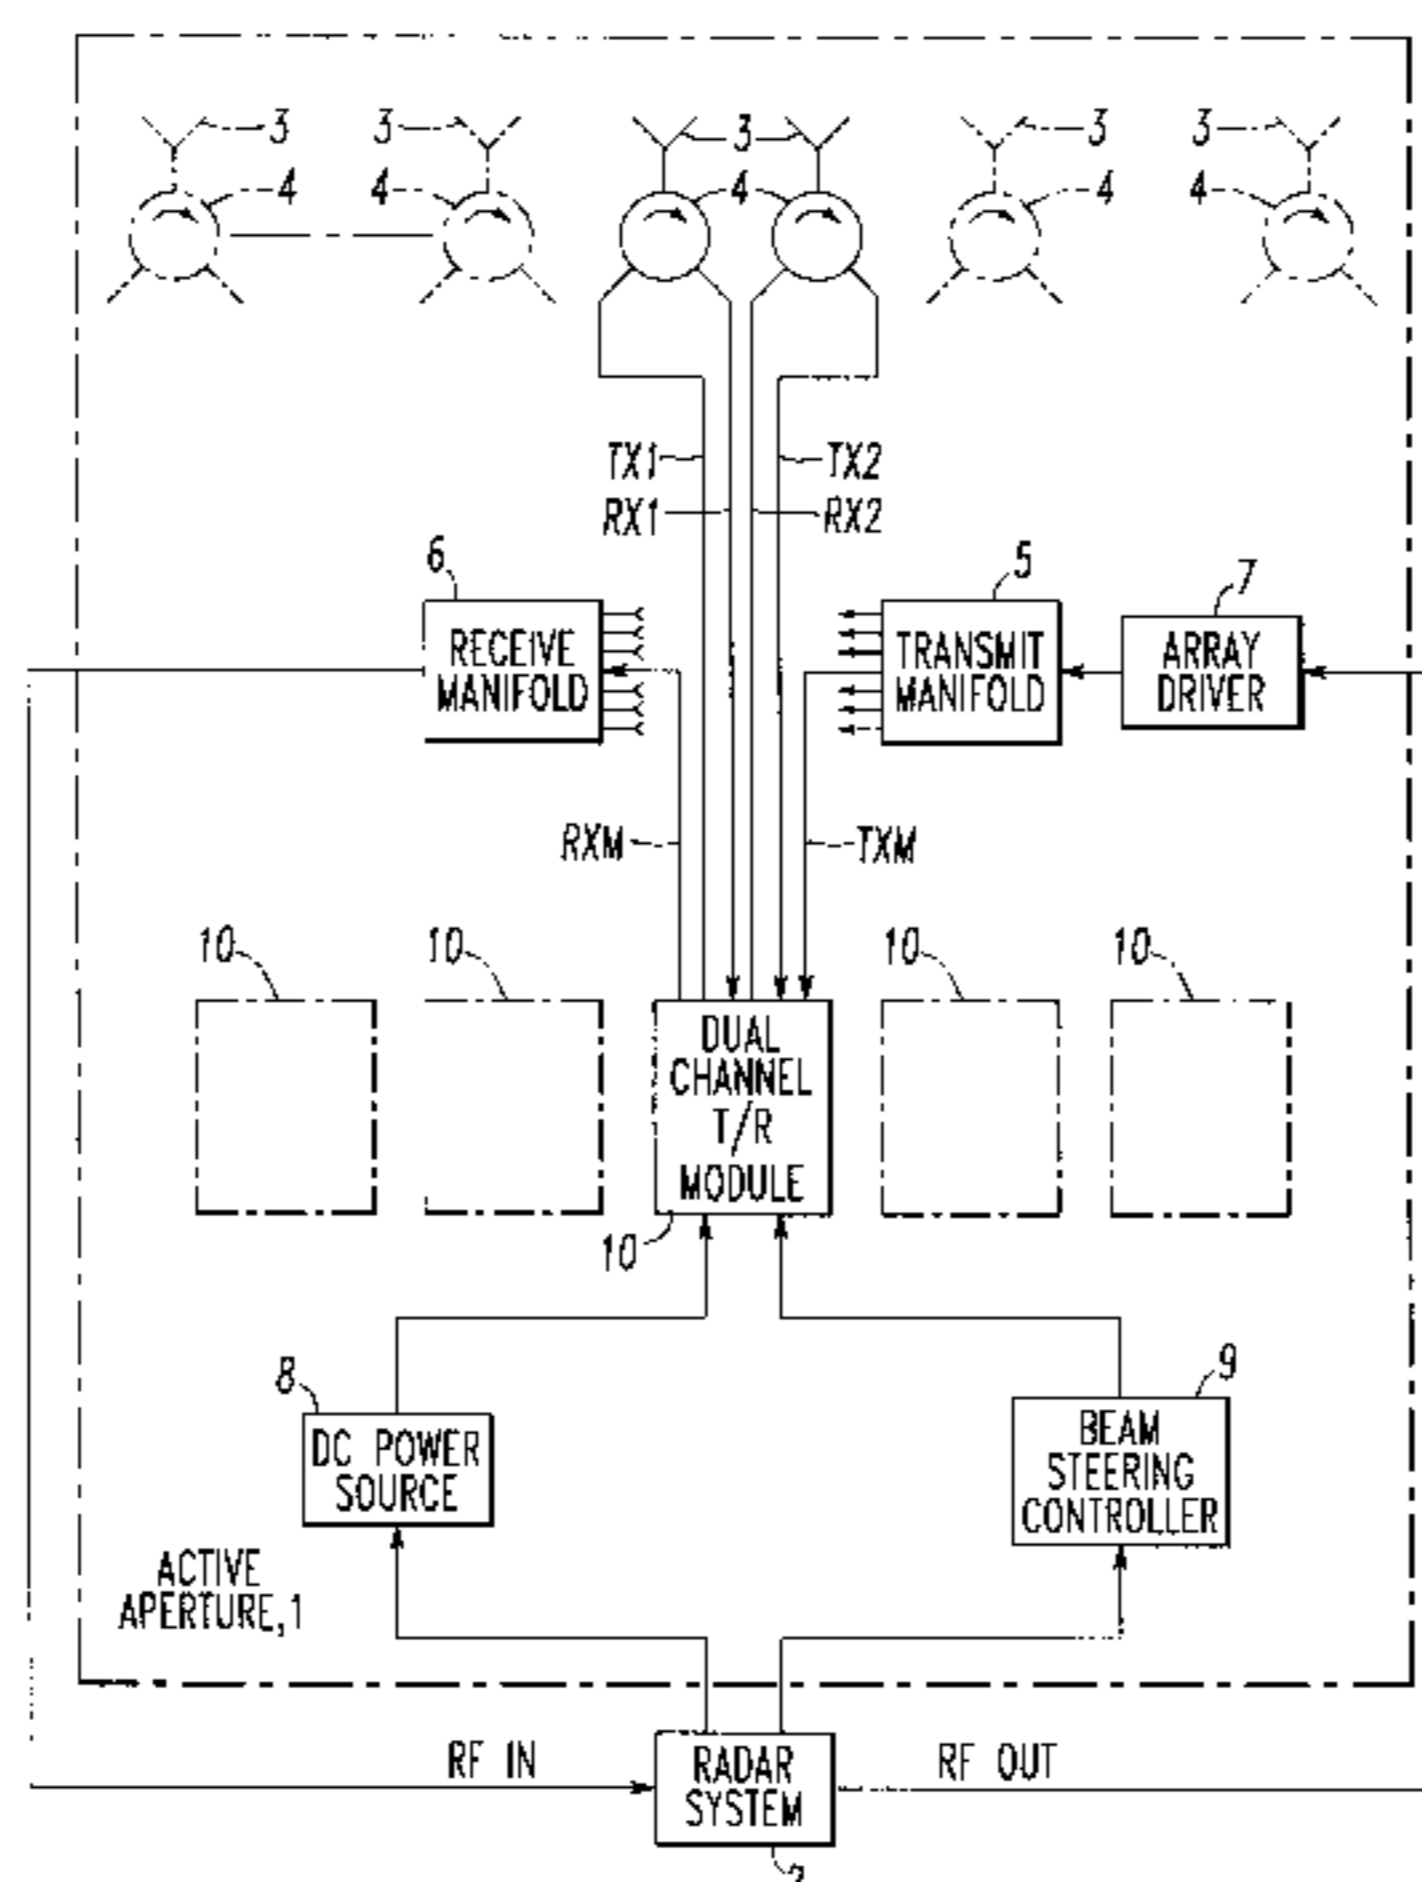 3 3 3 3 3
4 4 4 4 4
TX1 TX2
RX1 RX2
6 5 7
RECEIVE
MANIFOLD
TRANSMIT
MANIFOLD
ARRAY
DRIVER
RXM TXM
10 10 10 10
DUAL
CHANNEL
T/R
MODULE
10
8 9
DC POWER
SOURCE
BEAM
STEERING
CONTROLLER
ACTIVE
APERTURE,1
RF IN
RADAR
SYSTEM
RF OUT